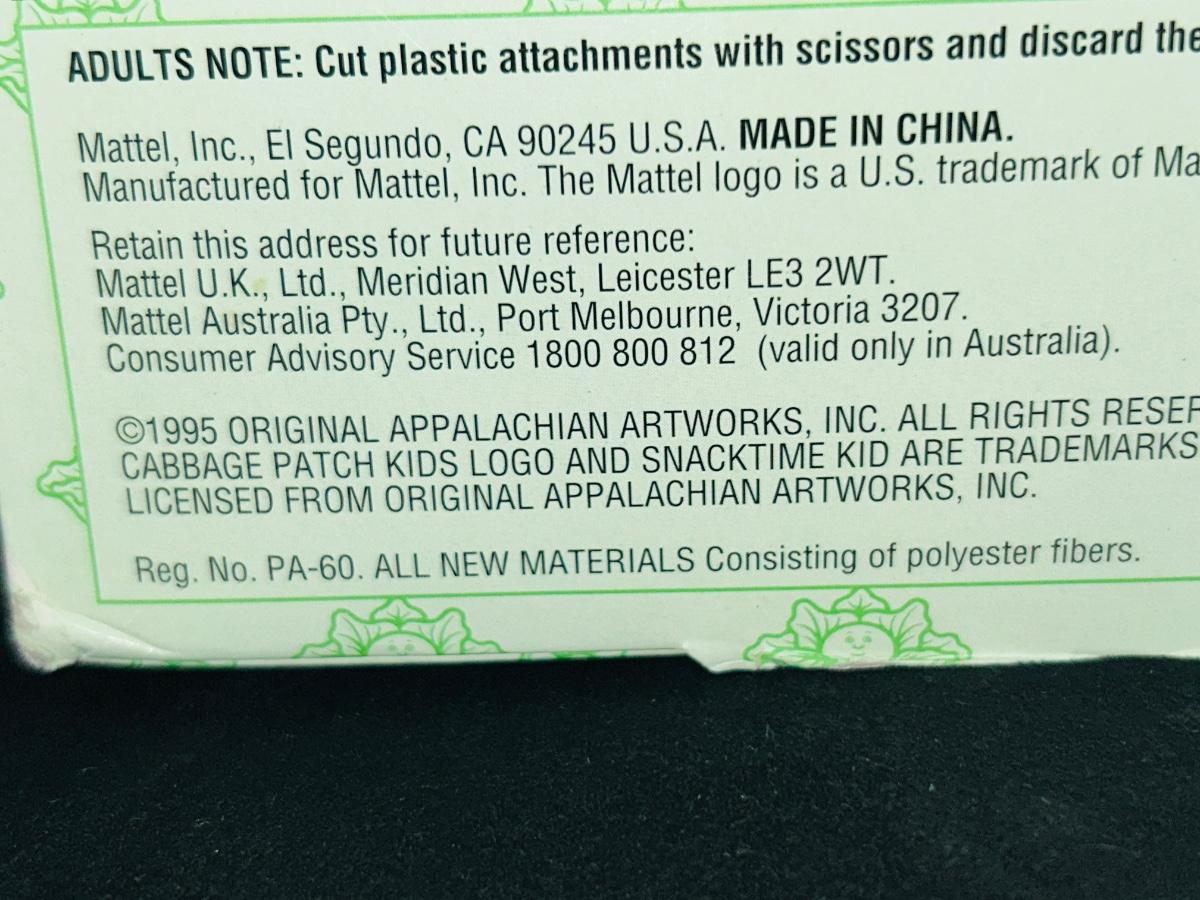 ADULTS NOTE: Cut plastic attachments with scissors and discard the
Mattel, Inc., El Segundo, CA 90245 U.S.A. MADE IN CHINA.
Manufactured for Mattel, Inc. The Mattel logo is a U.S. trademark of Ma
Retain this address for future reference:
Mattel U.K., Ltd., Meridian West, Leicester LE3 2WT.
Mattel Australia Pty., Ltd., Port Melbourne, Victoria 3207.
Consumer Advisory Service 1800 800 812 (valid only in Australia).
©1995 ORIGINAL APPALACHIAN ARTWORKS, INC. ALL RIGHTS RESER
CABBAGE PATCH KIDS LOGO AND SNACKTIME KID ARE TRADEMARKS
LICENSED FROM ORIGINAL APPALACHIAN ARTWORKS, INC.
Reg. No. PA-60. ALL NEW MATERIALS Consisting of polyester fibers.